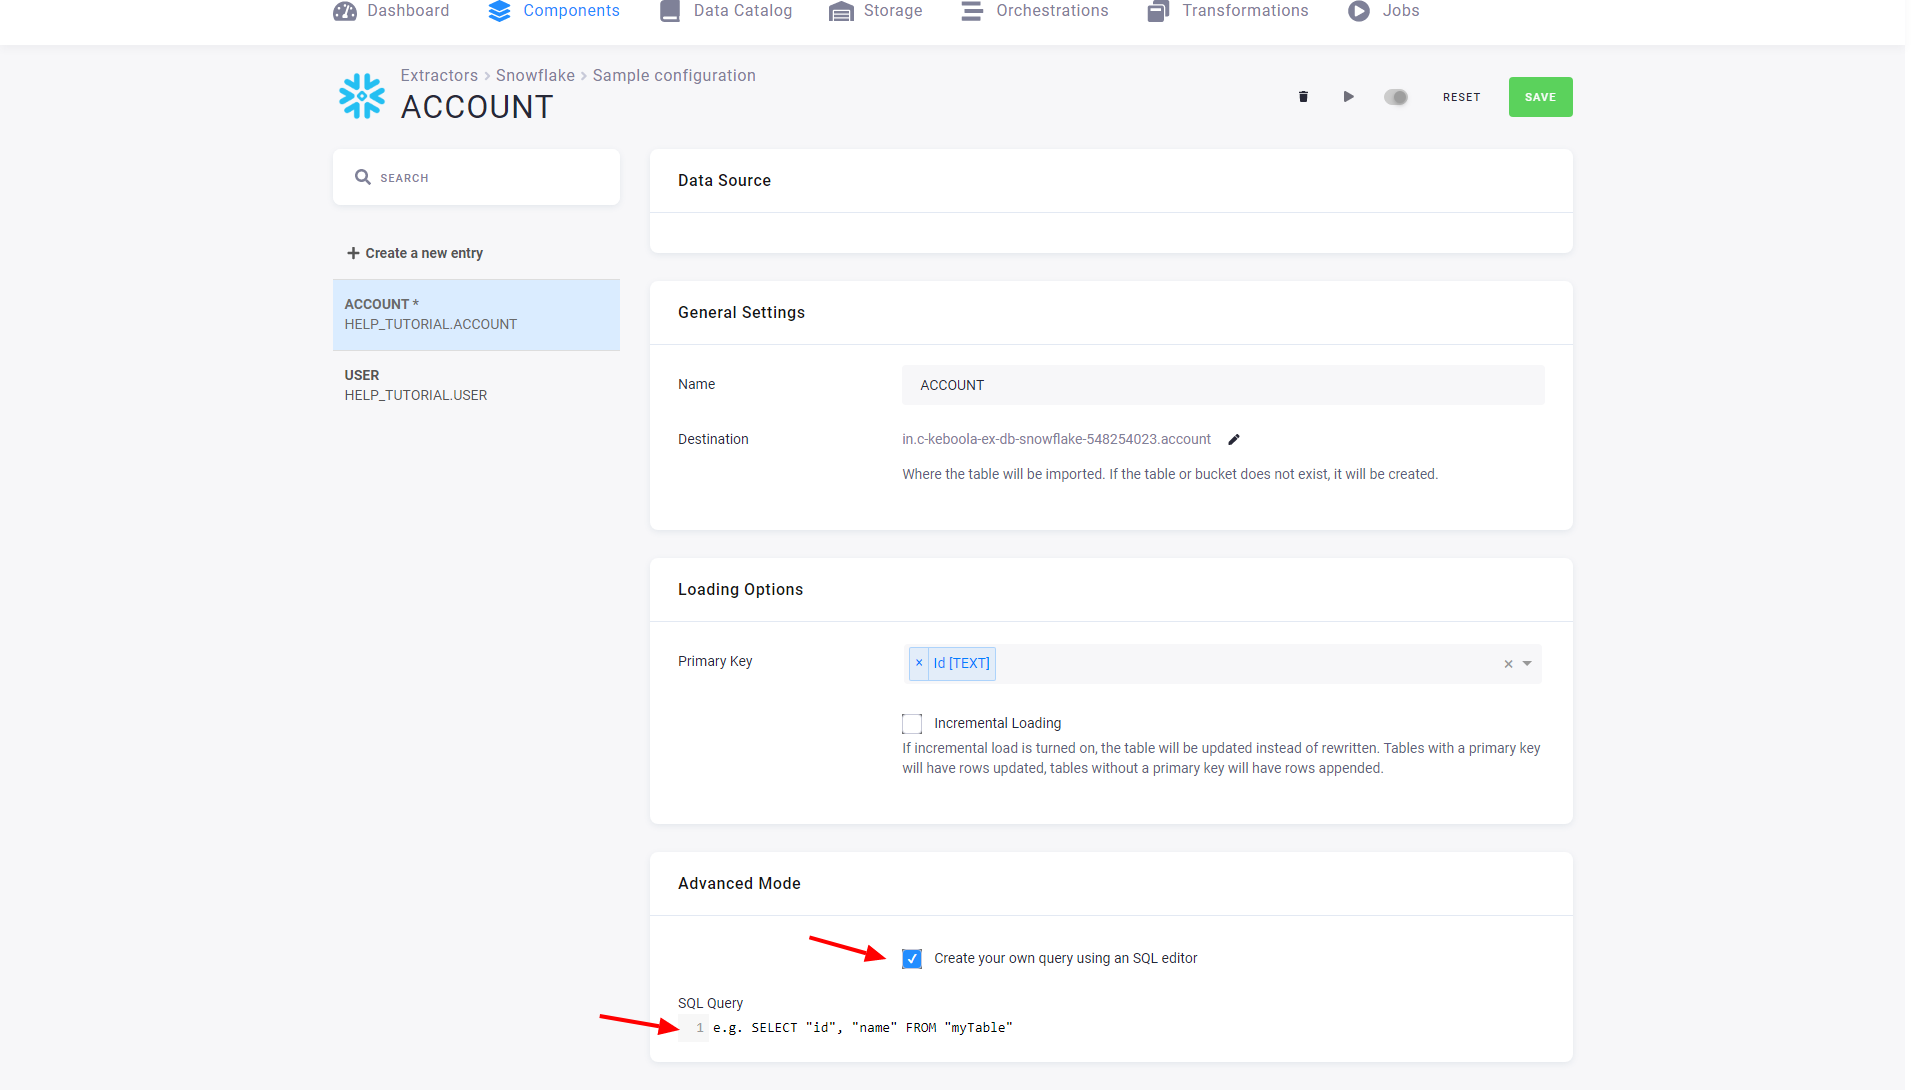 Dashboard
Components
Data Catalog
Storage
Orchestrations
Transformations
Jobs
Extractors > Snowflake > Sample configuration
ACCOUNT
RESET
SAVE
SEARCH
+ Create a new entry
ACCOUNT *
HELP_TUTORIAL.ACCOUNT
USER
HELP_TUTORIAL.USER
Data Source
General Settings
Name
ACCOUNT
Destination
in.c-keboola-ex-db-snowflake-548254023.account
Where the table will be imported. If the table or bucket does not exist, it will be created.
Loading Options
Primary Key
× Id [TEXT]
×
Incremental Loading
If incremental load is turned on, the table will be updated instead of rewritten. Tables with a primary key
will have rows updated, tables without a primary key will have rows appended.
Advanced Mode
Create your own query using an SQL editor
SQL Query
1 e.g. SELECT "id", "name" FROM "myTable"